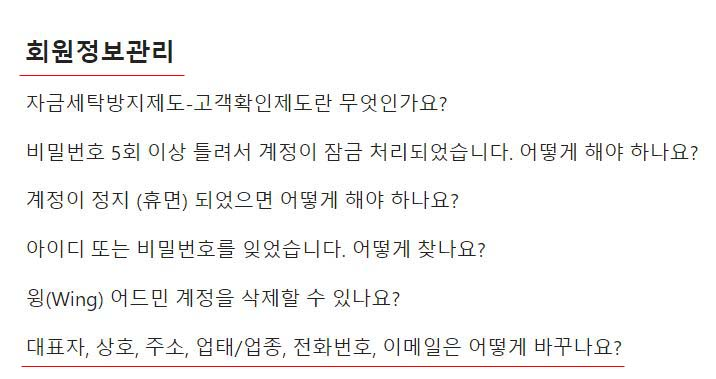 회원정보관리
자금세탁방지제도-고객확인제도란 무엇인가요?
비밀번호 5회 이상 틀려서 계정이 잠금 처리되었습니다. 어떻게 해야 하나요?
계정이 정지 (휴면) 되었으면 어떻게 해야 하나요?
아이디 또는 비밀번호를 잊었습니다. 어떻게 찾나요?
윙(Wing) 어드민 계정을 삭제할 수 있나요?
대표자, 상호, 주소, 업태/업종, 전화번호, 이메일은 어떻게 바꾸나요?